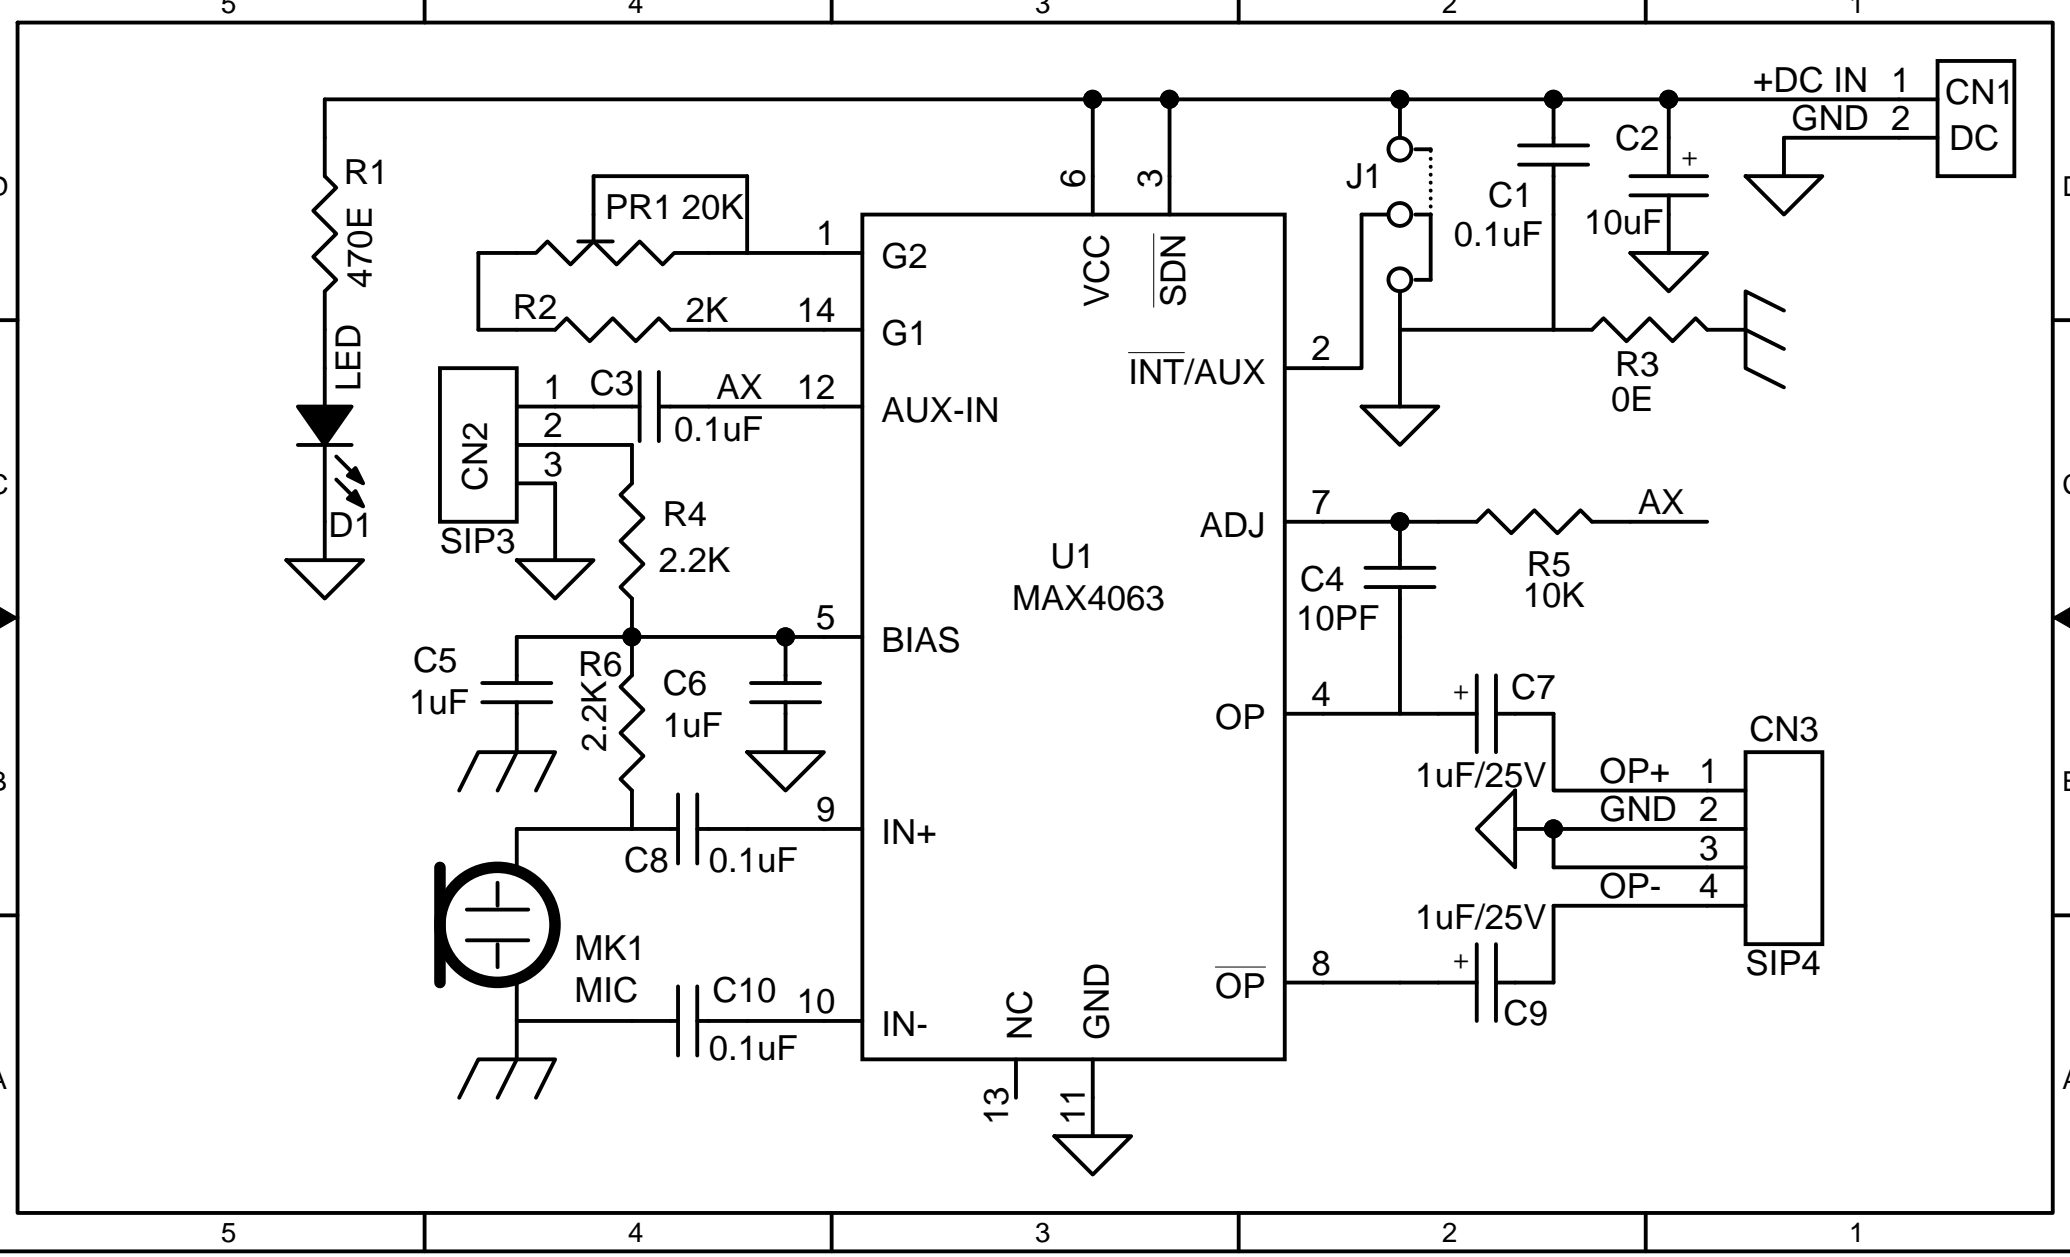 5 4 3 2 1
+DC IN 1
CN1
GND 2
DC
C2
+
10uF
C1
0.1uF
J1
R1
470E
LED
D1
PR1 20K
1
G2
R2
2K
14
G1
6
VCC
3
SDN
2
INT/AUX
R3
0E
CN2
SIP3
1
2
3
C3
0.1uF
AX
12
AUX-IN
R4
2.2K
U1
MAX4063
7
ADJ
AX
R5
10K
C4
10PF
5
BIAS
C5
1uF
R6
2.2K
C6
1uF
4
OP
+
C7
1uF/25V
CN3
OP+ 1
GND 2
3
OP- 4
SIP4
9
IN+
C8
0.1uF
MK1
MIC
C10
0.1uF
10
IN-
8
OP
1uF/25V
+
C9
NC
13
GND
11
D
C
B
A
D
C
B
A
5 4 3 2 1